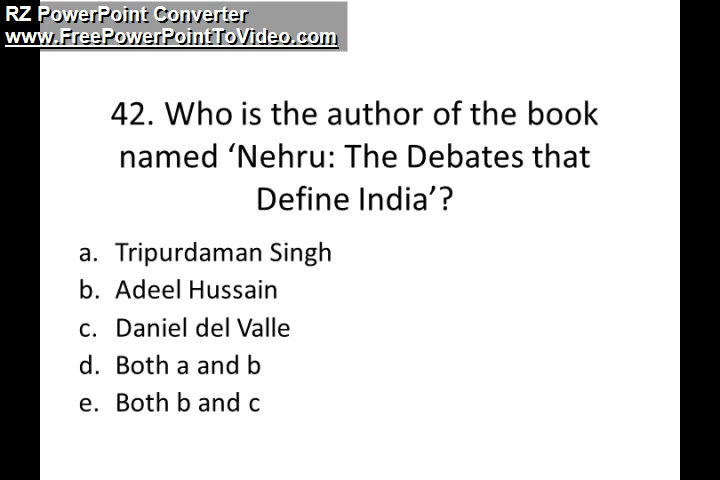 RZ PowerPoint Converter
www.FreePowerPointToVideo.com
42. Who is the author of the book
named ‘Nehru: The Debates that
Define India’?
a. Tripurdaman Singh
b. Adeel Hussain
c. Daniel del Valle
d. Both a and b
e. Both b and c